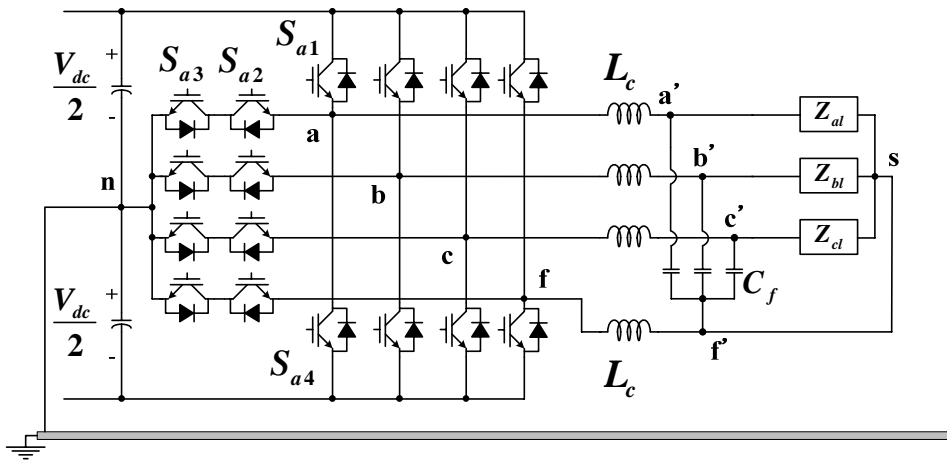 V_dc/2
+
-
S_a3
S_a2
S_a1
L_c
a'
Z_al
a
n
b
b'
Z_bl
s
c
c'
Z_cl
f
C_f
V_dc/2
+
-
S_a4
L_c
f'